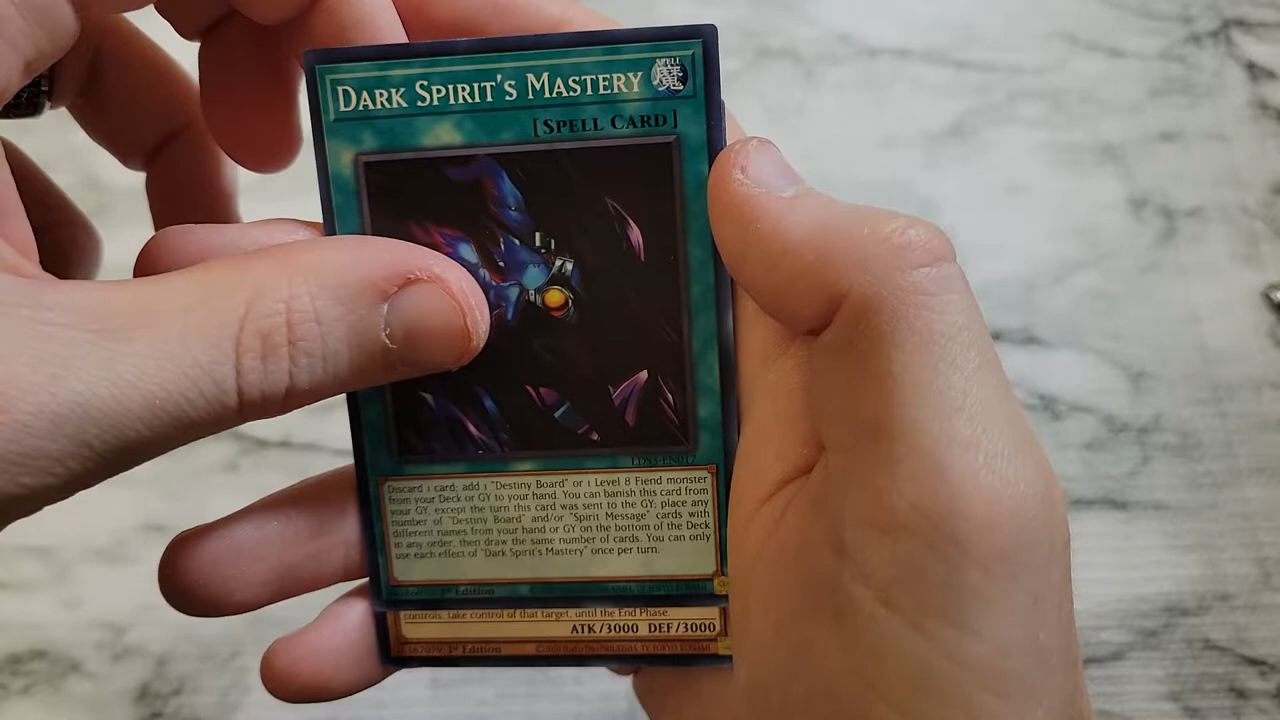 DARK SPIRIT'S MASTERY
SPELL
魔
[SPELL CARD]
LDS3-EN017
Discard 1 card; add 1 "Destiny Board" or 1 Level 8 Fiend monster
from your Deck or GY to your hand. You can banish this card from
your GY, except the turn this card was sent to the GY; place any
number of "Destiny Board" and/or "Spirit Message" cards with
different names from your hand or GY on the bottom of the Deck
in any order, then draw the same number of cards. You can only
use each effect of "Dark Spirit's Mastery" once per turn.
1st Edition
controls; take control of that target, until the End Phase.
ATK/3000 DEF/3000
1st Edition